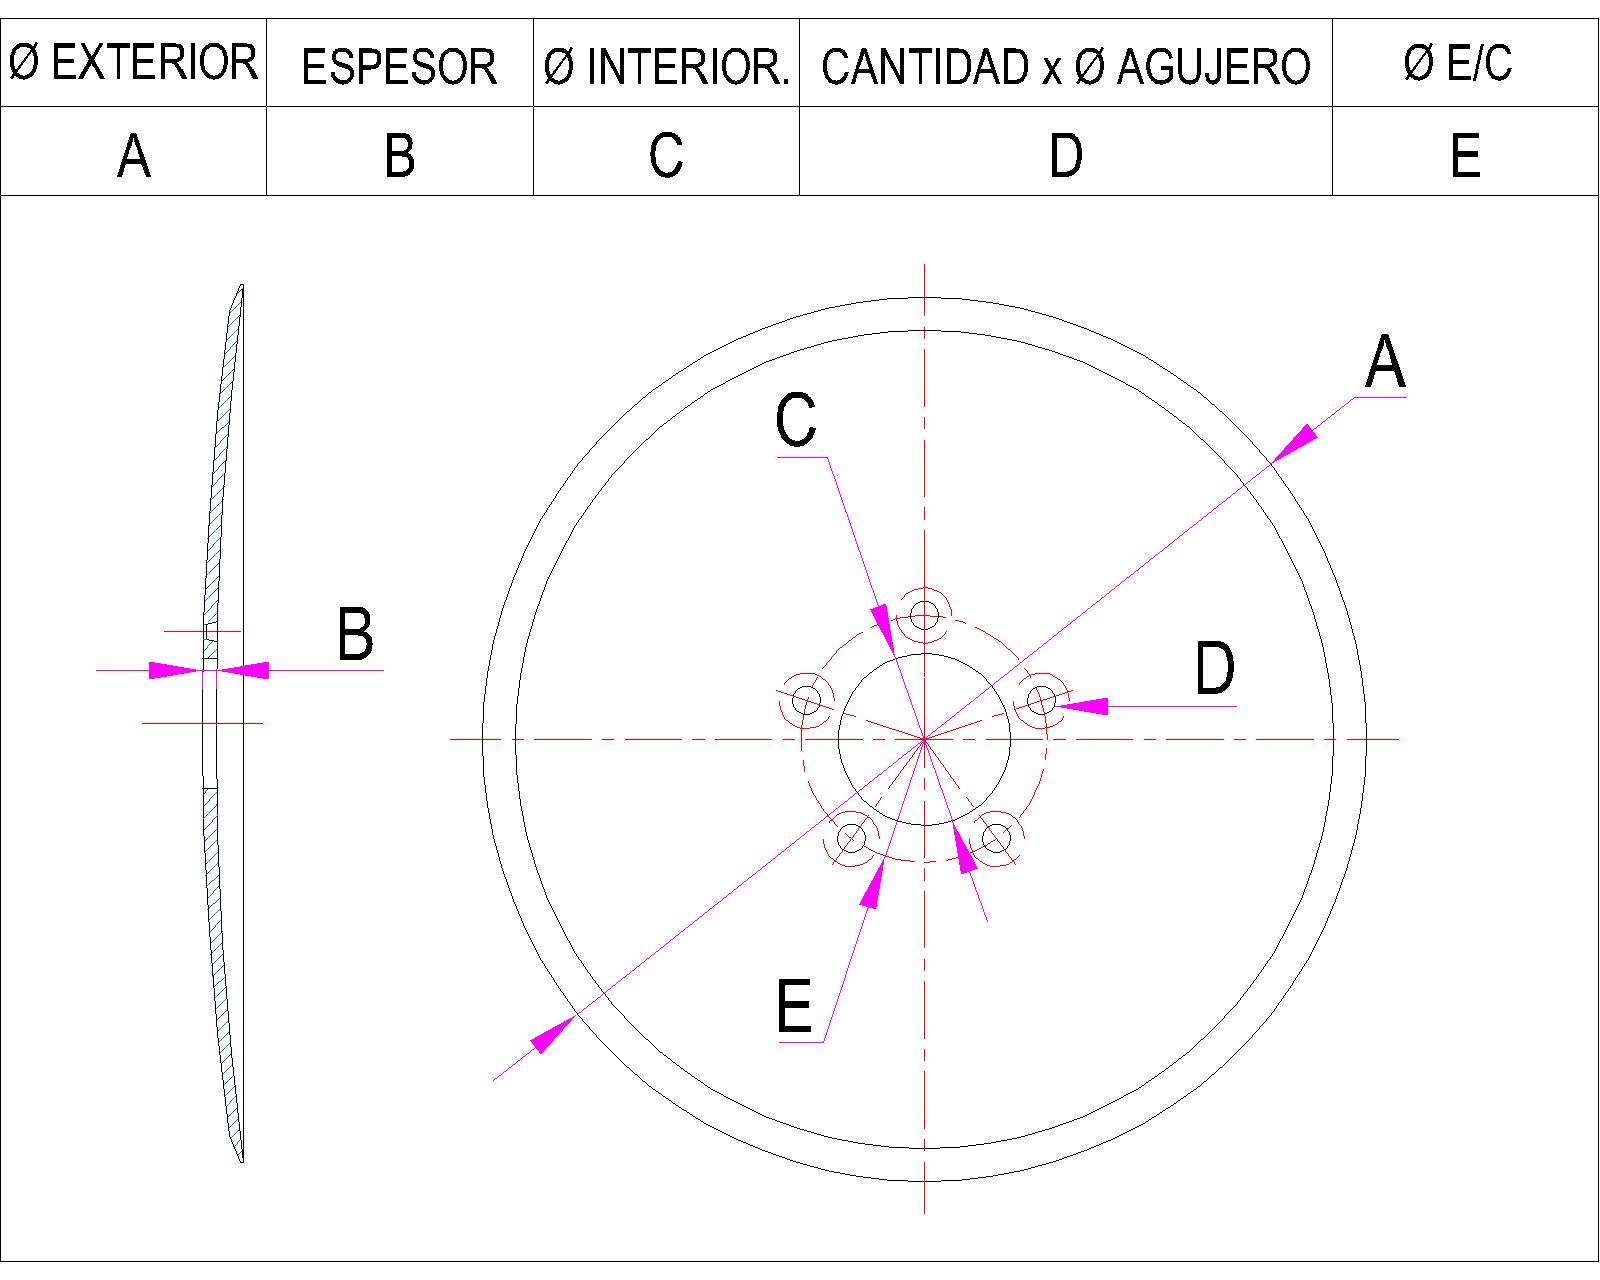 Ø EXTERIOR ESPESOR Ø INTERIOR. CANTIDAD x Ø AGUJERO Ø E/C
A B C D E
A
C
B
D
E